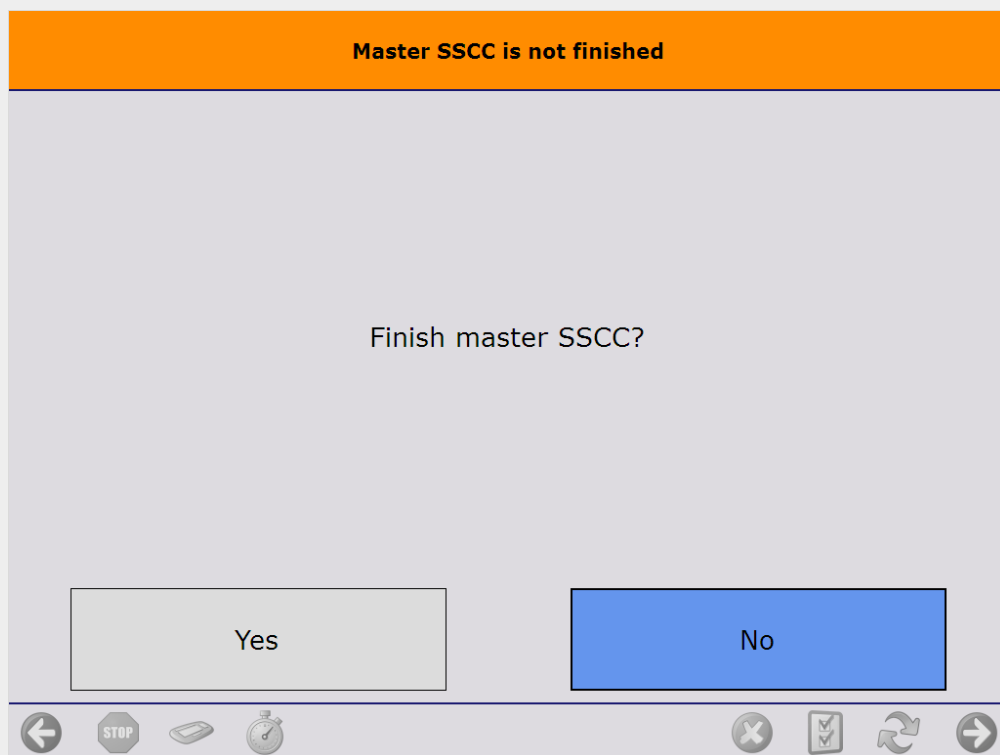 Master SSCC is not finished
Finish master SSCC?
Yes
No
STOP